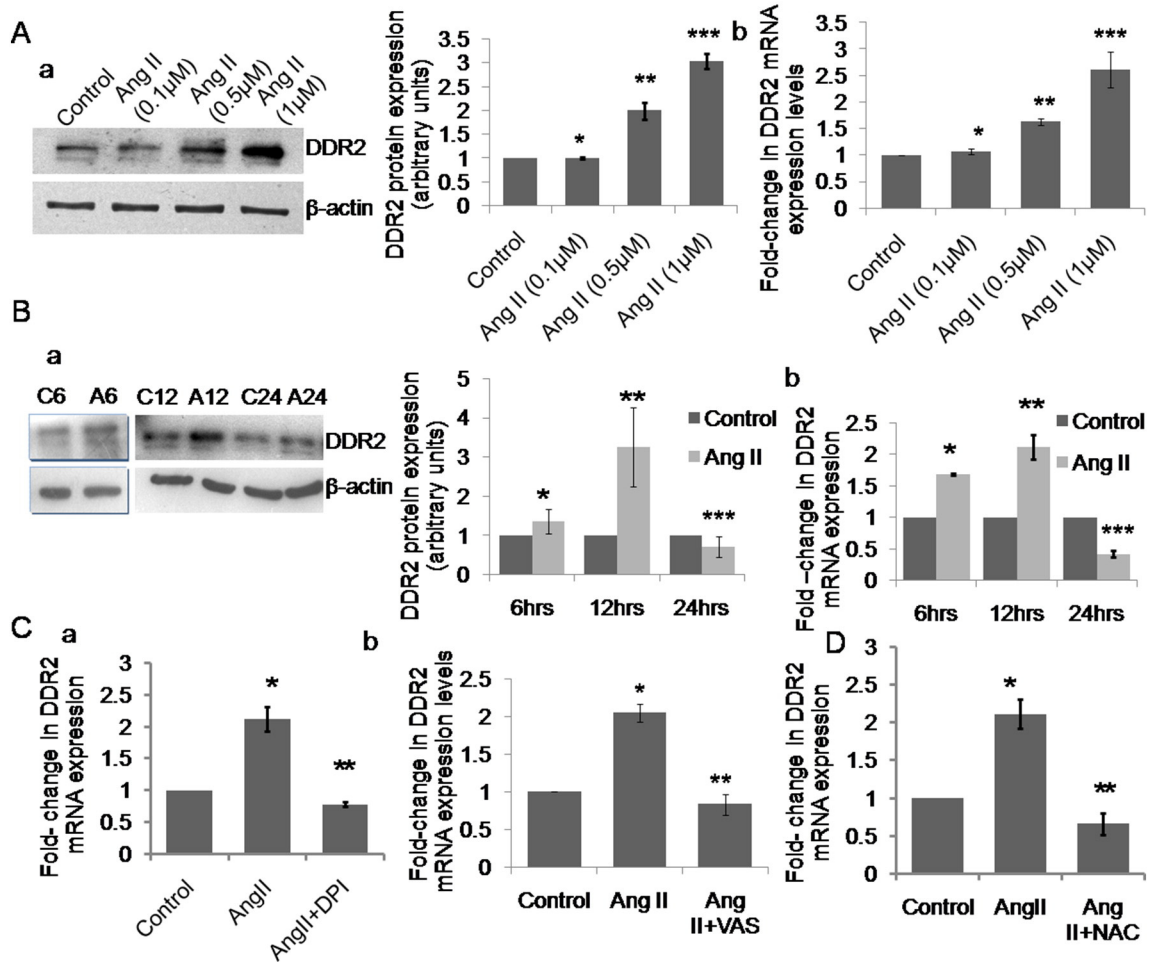 A
a
Control
Ang II
(0.1µM)
Ang II
(0.5µM)
Ang II
(1µM)
DDR2
β-actin
DDR2 protein expression
(arbitrary units)
3.5
3
2.5
2
1.5
1
0.5
0
*
**
***
Control
Ang II (0.1µM)
Ang II (0.5µM)
Ang II (1µM)
b
Fold-change in DDR2 mRNA
expression levels
3.5
3
2.5
2
1.5
1
0.5
0
*
**
***
Control
Ang II (0.1µM)
Ang II (0.5µM)
Ang II (1µM)
B
a
C6 A6 C12 A12 C24 A24
DDR2
β-actin
DDR2 protein expression
(arbitrary units)
5
4
3
2
1
0
*
**
***
Control
Ang II
6hrs 12hrs 24hrs
b
Fold –change in DDR2
mRNA expression
2.5
2
1.5
1
0.5
0
*
**
***
Control
Ang II
6hrs 12hrs 24hrs
C
a
Fold- change in DDR2
mRNA expression
3
2.5
2
1.5
1
0.5
0
*
**
Control
AngII
AngII+DPI
b
Fold-change in DDR2
mRNA expression levels
2.5
2
1.5
1
0.5
0
*
**
Control Ang II Ang
II+VAS
D
Fold- change in DDR2
mRNA expression
3
2.5
2
1.5
1
0.5
0
*
**
Control AngII Ang
II+NAC